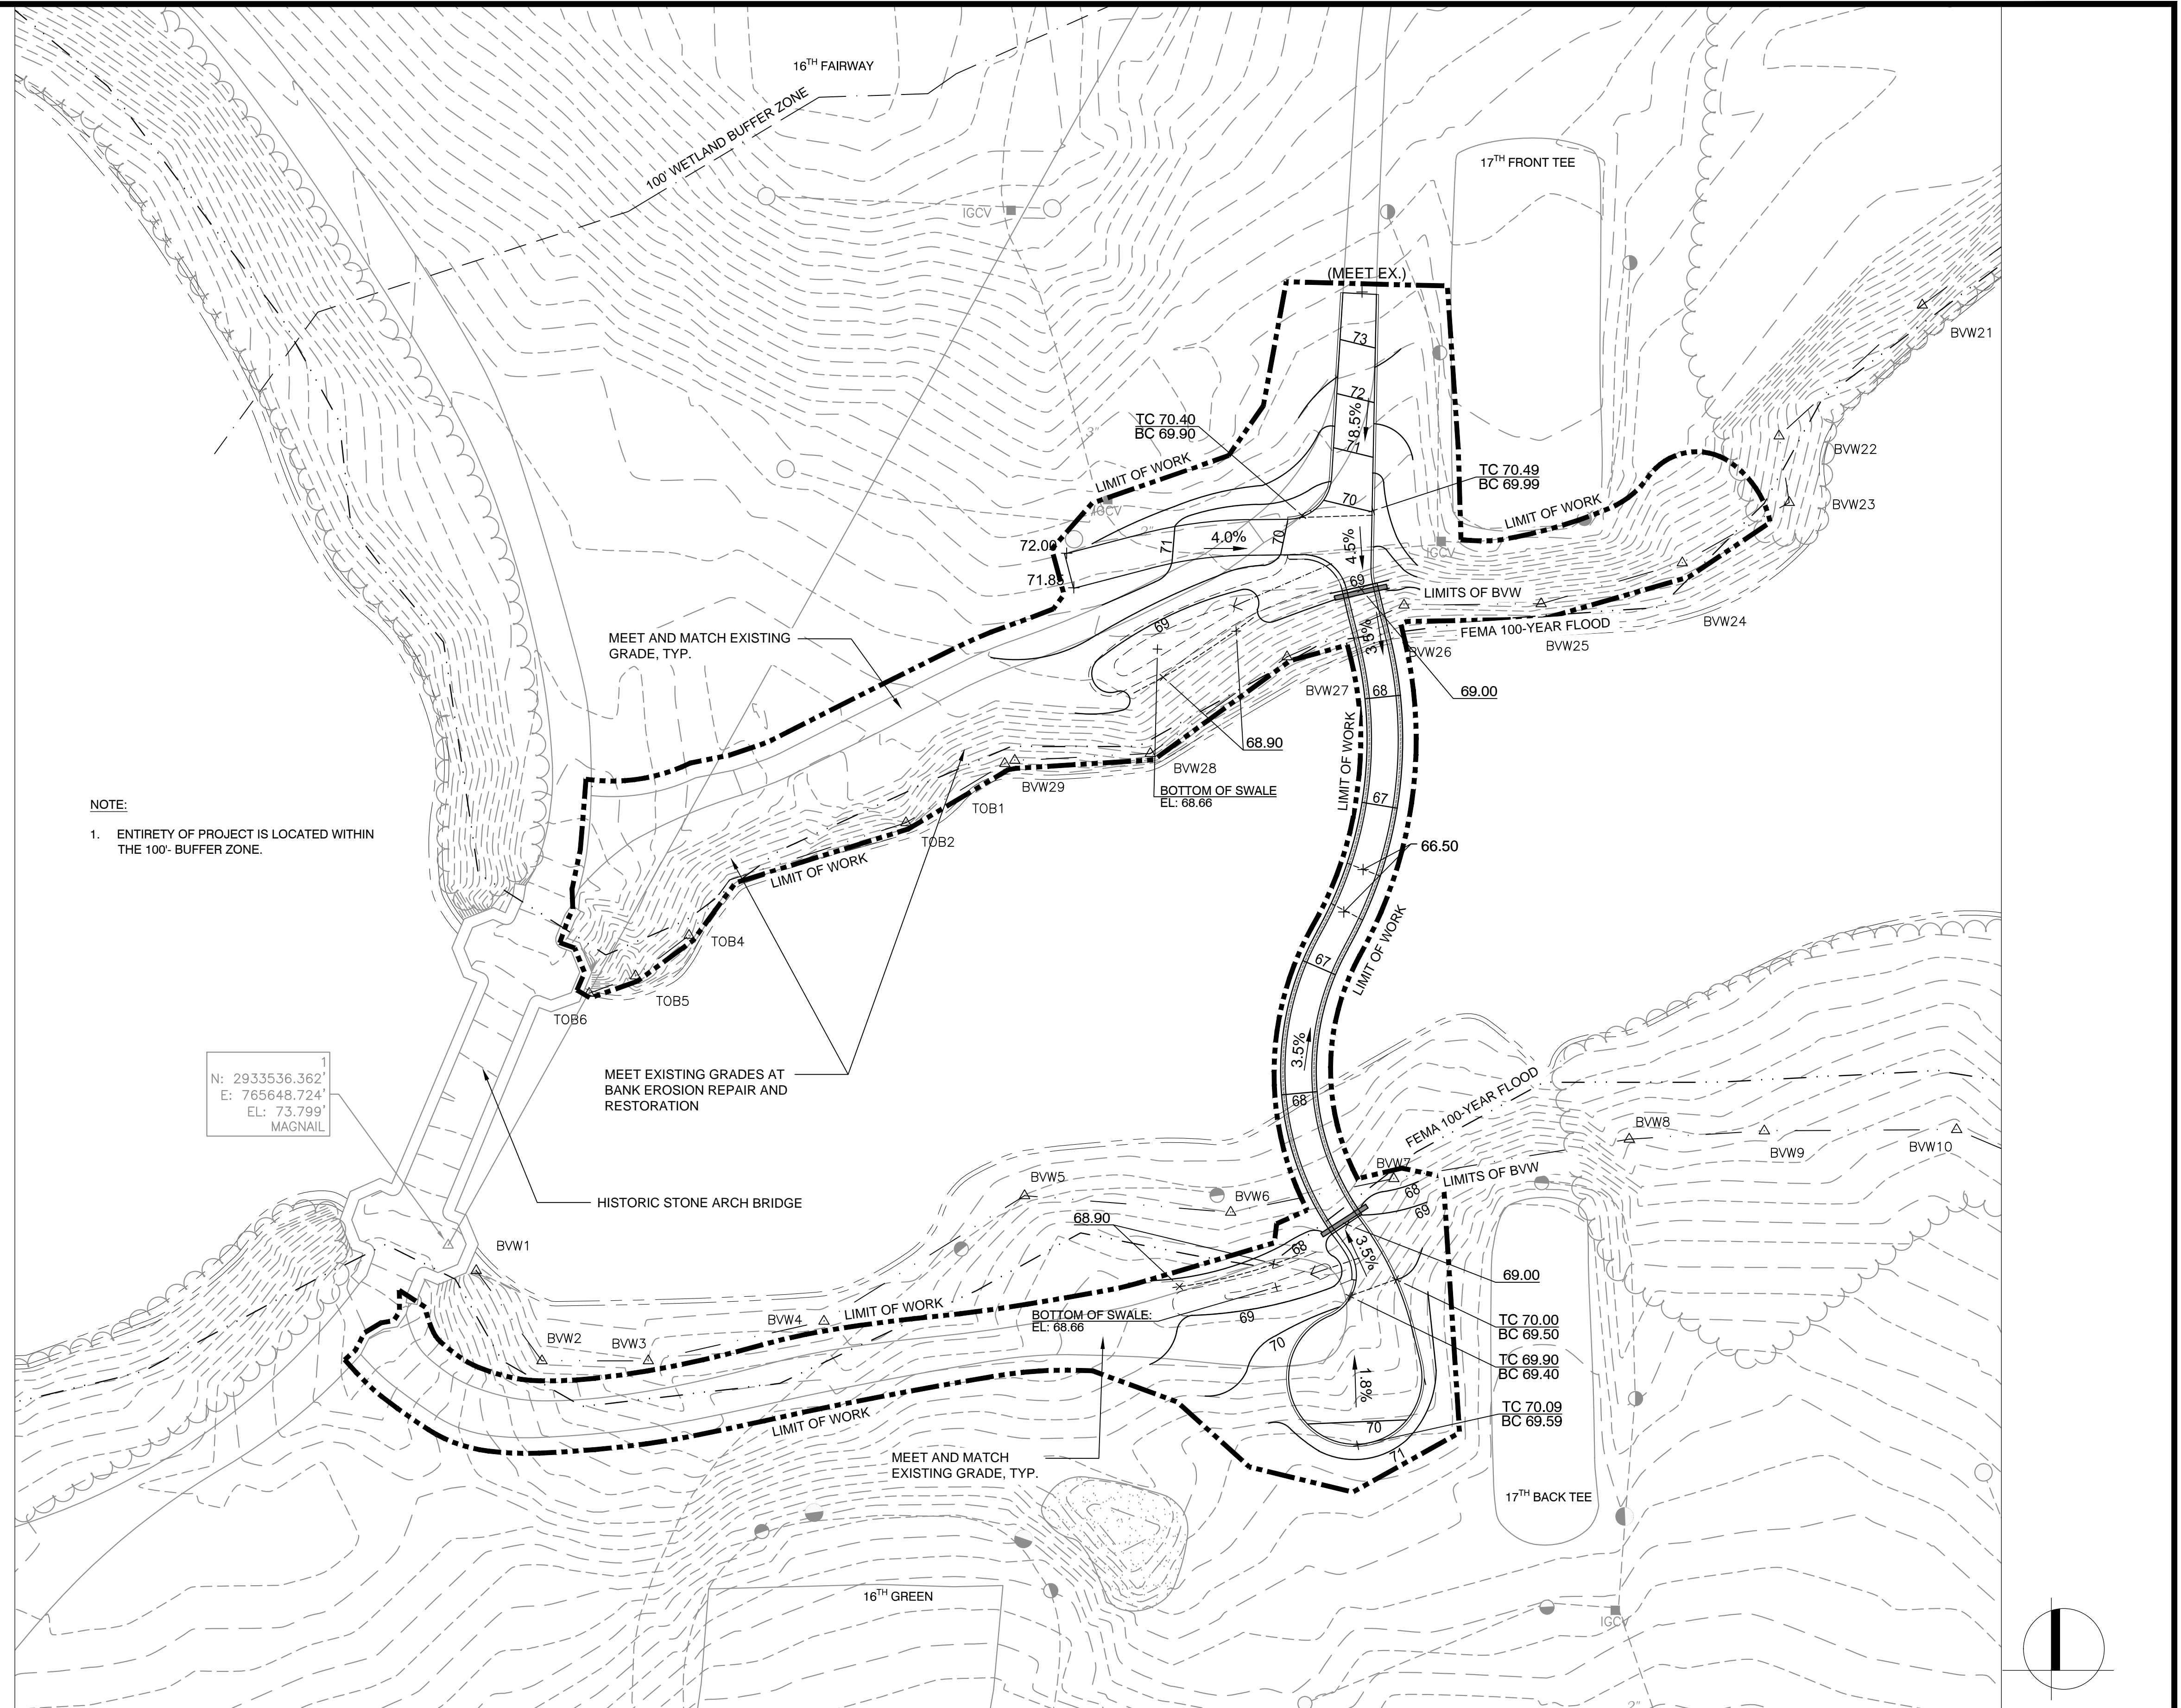 16TH FAIRWAY
100' WETLAND BUFFER ZONE
17TH FRONT TEE
IGCV
(MEET EX.)
BVW21
73
72
8.5%
71
TC 70.40
BC 69.90
3"
LIMIT OF WORK
IGCV
TC 70.49
BC 69.99
BVW22
BVW23
LIMIT OF WORK
70
2"
72.00
71
4.0%
70
4.5%
IGCV
71.85
69
LIMITS OF BVW
69
3.5%
FEMA 100-YEAR FLOOD
BVW24
BVW25
BVW26
MEET AND MATCH EXISTING
GRADE, TYP.
BVW27
68
69.00
68.90
BVW28
BVW29
BOTTOM OF SWALE
EL: 68.66
LIMIT OF WORK
67
TOB1
TOB2
NOTE:
1. ENTIRETY OF PROJECT IS LOCATED WITHIN
THE 100'- BUFFER ZONE.
66.50
LIMIT OF WORK
TOB4
TOB5
TOB6
67
LIMIT OF WORK
1
N: 2933536.362'
E: 765648.724'
EL: 73.799'
MAGNAIL
MEET EXISTING GRADES AT
BANK EROSION REPAIR AND
RESTORATION
3.5%
68
FEMA 100-YEAR FLOOD
BVW8
BVW9
BVW10
HISTORIC STONE ARCH BRIDGE
BVW5
BVW6
BVW7
LIMITS OF BVW
68
69
68.90
BVW1
68
3.5%
69.00
BVW4
LIMIT OF WORK
BOTTOM OF SWALE:
EL: 68.66
69
BVW2
BVW3
70
TC 70.00
BC 69.50
TC 69.90
BC 69.40
1.8%
TC 70.09
BC 69.59
LIMIT OF WORK
70
71
MEET AND MATCH
EXISTING GRADE, TYP.
17TH BACK TEE
16TH GREEN
IGCV
2"